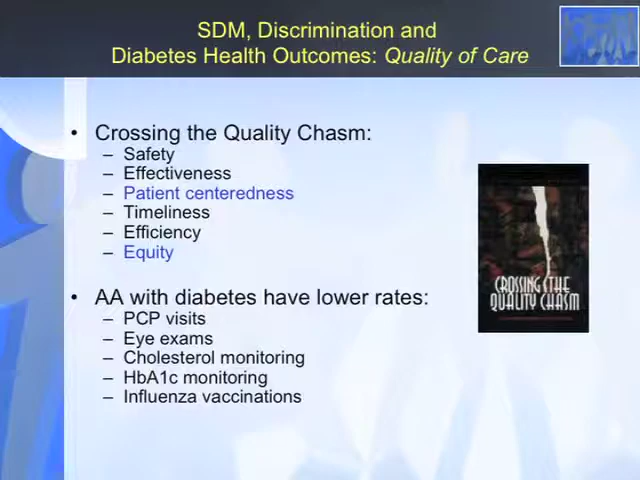 SDM, Discrimination and
Diabetes Health Outcomes: Quality of Care
• Crossing the Quality Chasm:
– Safety
– Effectiveness
– Patient centeredness
– Timeliness
– Efficiency
– Equity
CROSSING THE
QUALITY CHASM
• AA with diabetes have lower rates:
– PCP visits
– Eye exams
– Cholesterol monitoring
– HbA1c monitoring
– Influenza vaccinations